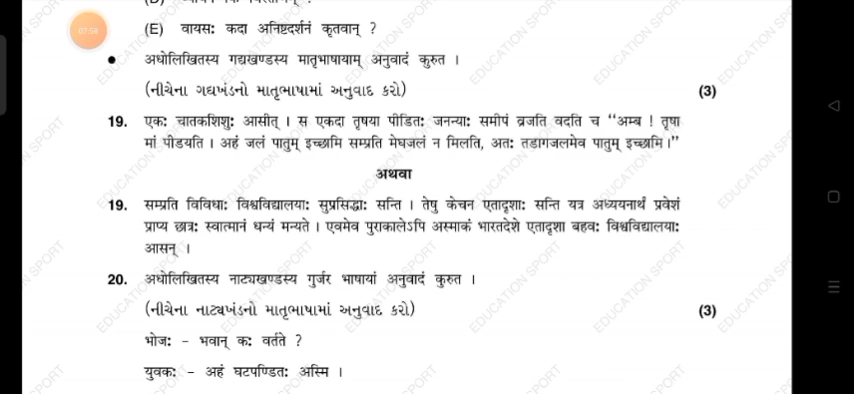 (E) वायसः कदा अनिष्टदर्शनं कृतवान् ?
07:58
• अधोलिखितस्य गद्यखण्डस्य मातृभाषायाम् अनुवादं कुरुत ।
(નીચેના ગદ્યખંડનો માતૃભાષામાં અનુવાદ કરો) (3)
19. एकः चातकशिशुः आसीत् । स एकदा तृषया पीडितः जनन्याः समीपं व्रजति वदति च “अम्ब ! तृषा
मां पीडयति । अहं जलं पातुम् इच्छामि सम्प्रति मेघजलं न मिलति, अतः तडागजलमेव पातुम् इच्छामि ।”
अथवा
19. सम्प्रति विविधाः विश्वविद्यालयाः सुप्रसिद्धाः सन्ति । तेषु केचन एतादृशाः सन्ति यत्र अध्ययनार्थं प्रवेशं
प्राप्य छात्रः स्वात्मानं धन्यं मन्यते । एवमेव पुराकालेऽपि अस्माकं भारतदेशे एतादृशा बहवः विश्वविद्यालयाः
आसन् ।
20. अधोलिखितस्य नाट्यखण्डस्य गुर्जर भाषायां अनुवादं कुरुत ।
(નીચેના નાટ્યખંડનો માતૃભાષામાં અનુવાદ કરો) (3)
भोजः - भवान् कः वर्तते ?
युवकः - अहं घटपण्डितः अस्मि ।
EDUCATION SPORT